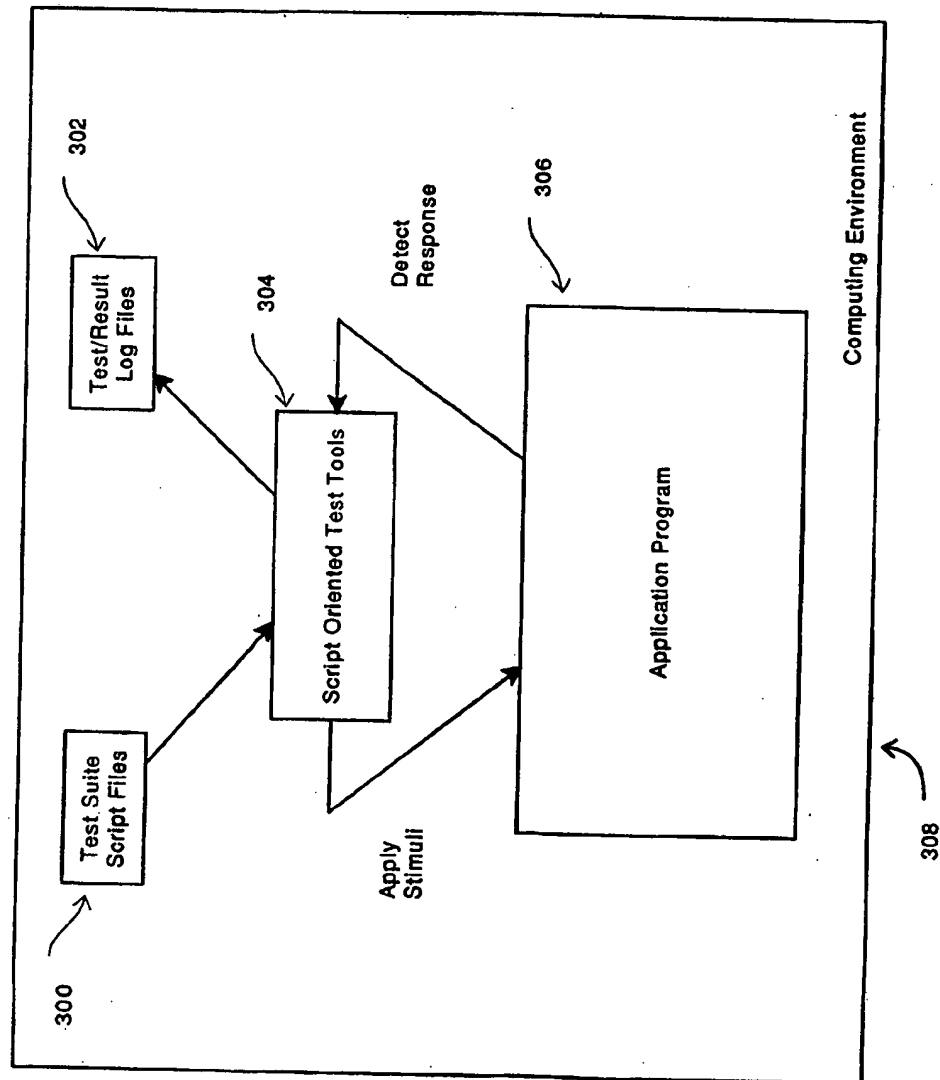 300
Test Suite
Script Files
Test/Result
Log Files
302
304
Script Oriented Test Tools
Apply
Stimuli
Detect
Response
306
Application Program
Computing Environment
308